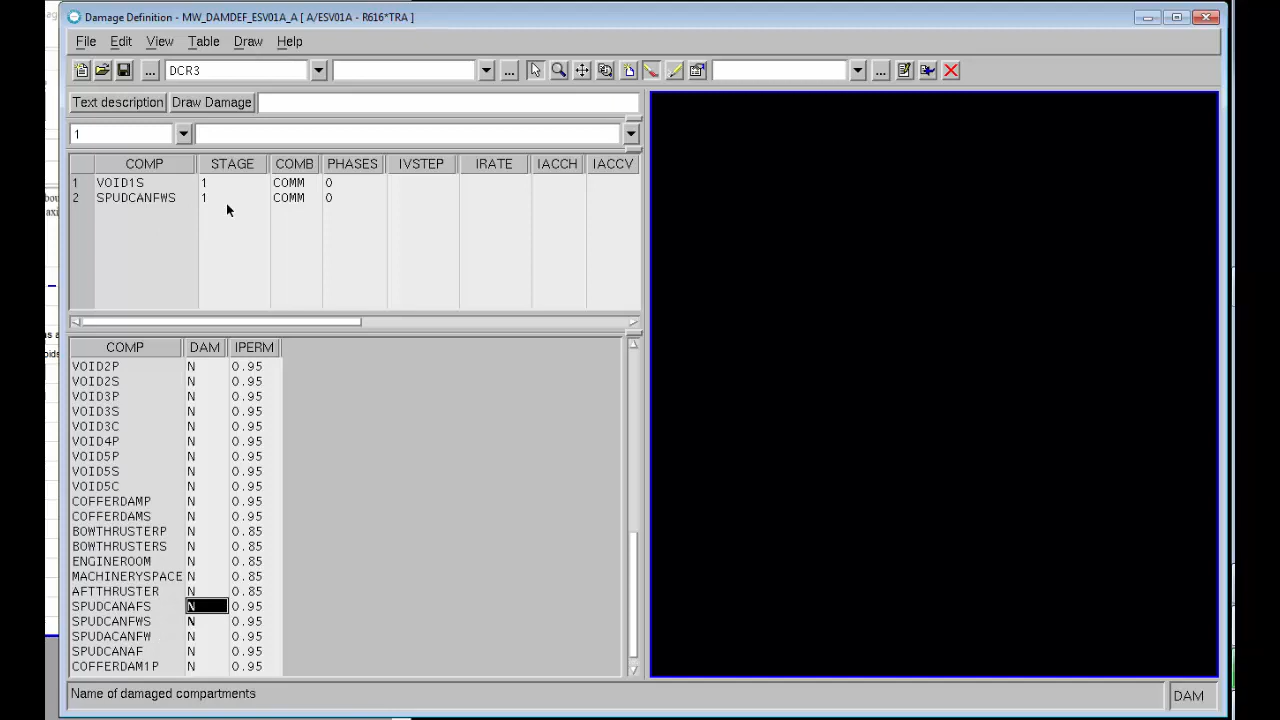 Damage Definition - MW_DAMDEF_ESV01A_A [ A/ESV01A - R616*TRA ]
File Edit View Table Draw Help
... DCR3 ... ...
Text description Draw Damage
1
COMP STAGE COMB PHASES IVSTEP IRATE IACCH IACCV
1 VOID1S 1 COMM 0
2 SPUDCANFWS 1 COMM 0
COMP DAM IPERM
VOID2P N 0.95
VOID2S N 0.95
VOID3P N 0.95
VOID3S N 0.95
VOID3C N 0.95
VOID4P N 0.95
VOID5P N 0.95
VOID5S N 0.95
VOID5C N 0.95
COFFERDAMP N 0.95
COFFERDAMS N 0.95
BOWTHRUSTERP N 0.85
BOWTHRUSTERS N 0.85
ENGINEROOM N 0.85
MACHINERYSPACE N 0.85
AFTTHRUSTER N 0.85
SPUDCANAFS N 0.95
SPUDCANFWS N 0.95
SPUDACANFW N 0.95
SPUDCANAF N 0.95
COFFERDAM1P N 0.95
Name of damaged compartments DAM